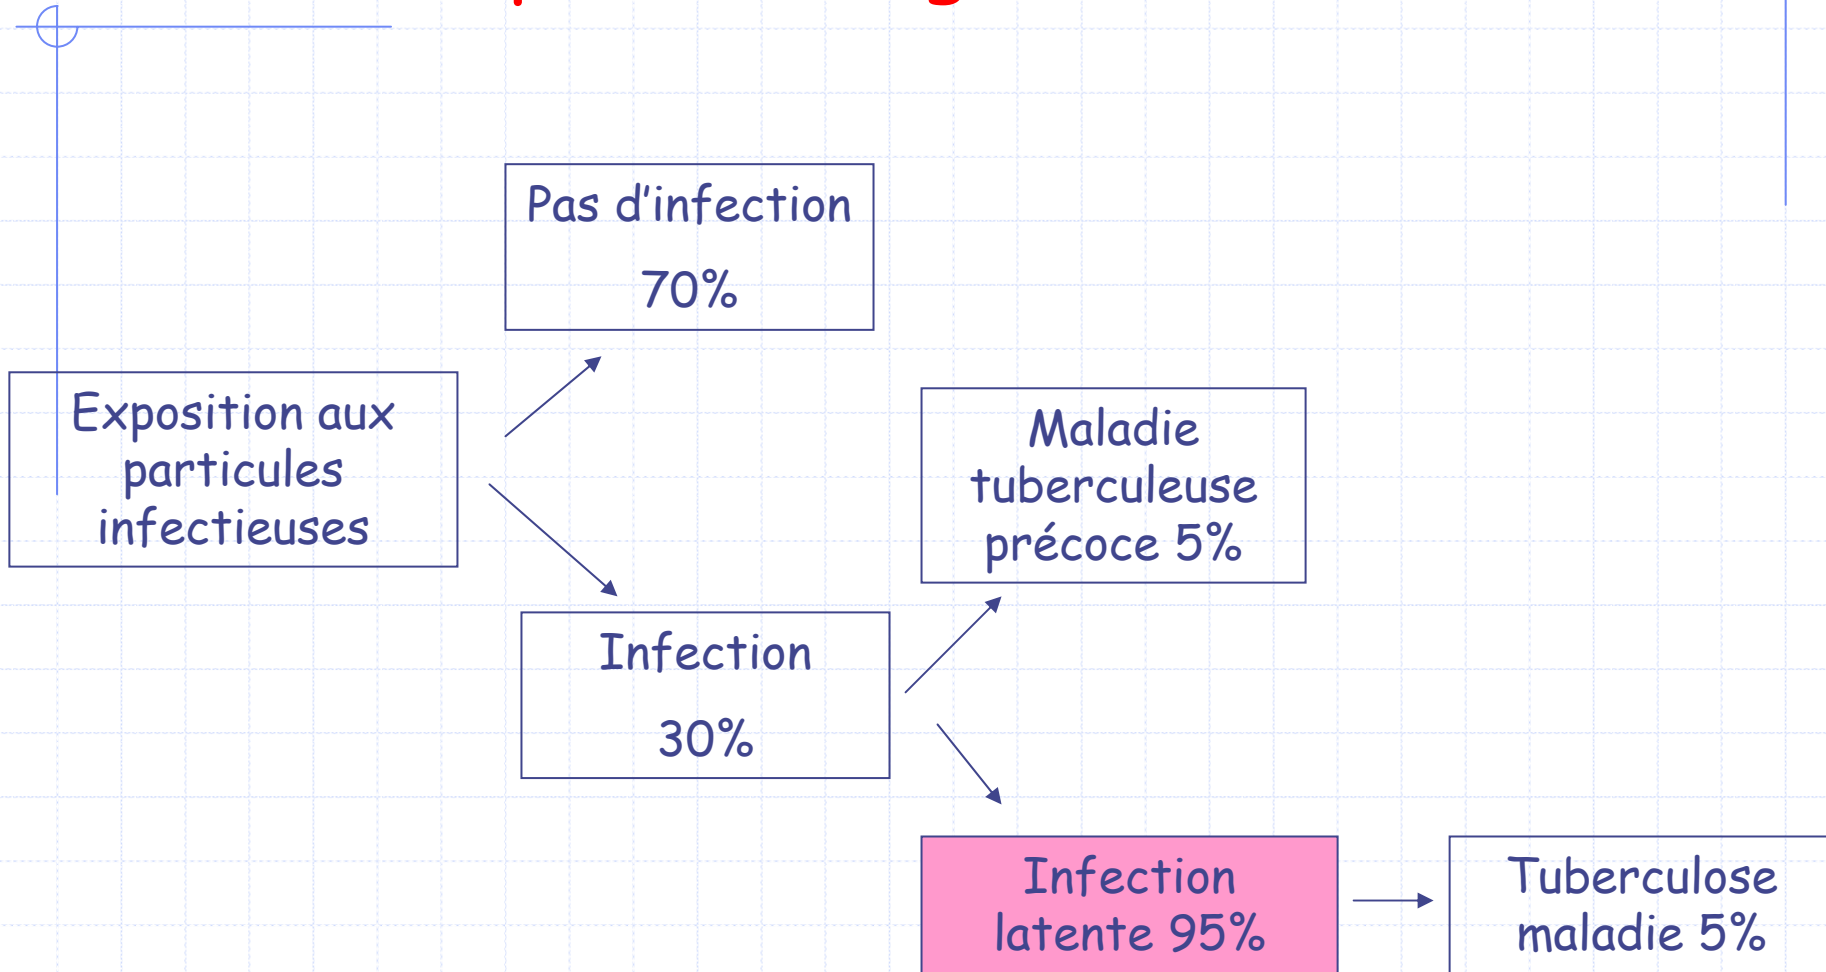 Pas d'infection
70%
Exposition aux
particules
infectieuses
Maladie
tuberculeuse
précoce 5%
Infection
30%
Infection
latente 95%
Tuberculose
maladie 5%